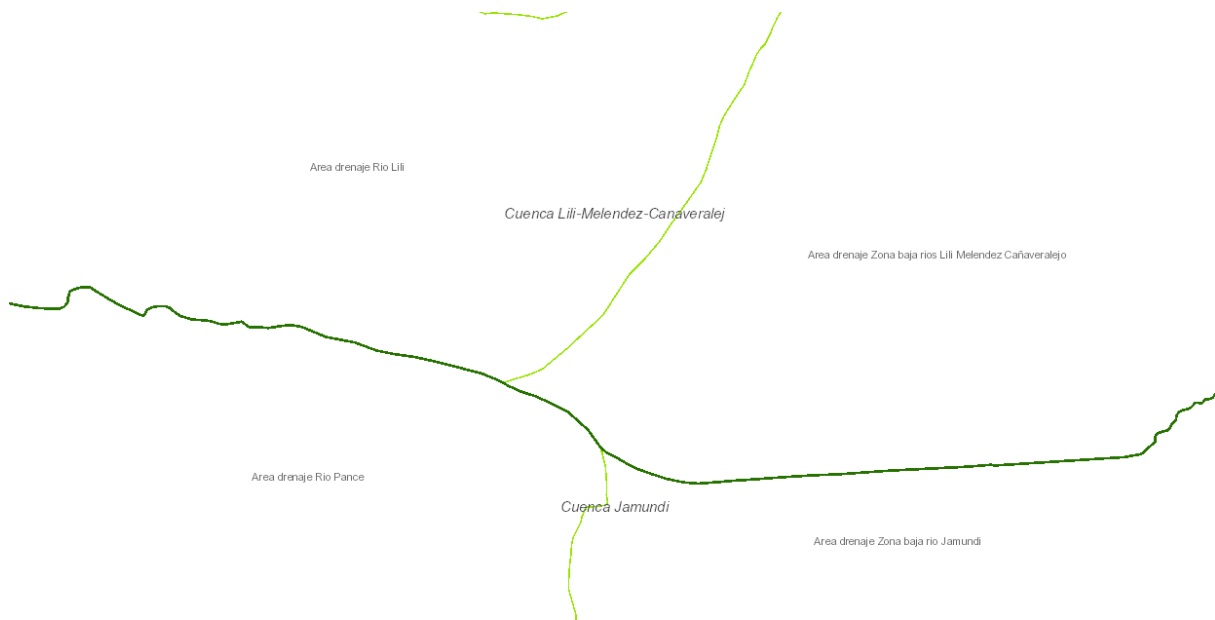 Area drenaje Rio Lili
Cuenca Lili-Melendez-Canaveralej
Area drenaje Zona baja rios Lili Melendez Cañaveralejo
Area drenaje Rio Pance
Cuenca Jamundi
Area drenaje Zona baja rio Jamundi